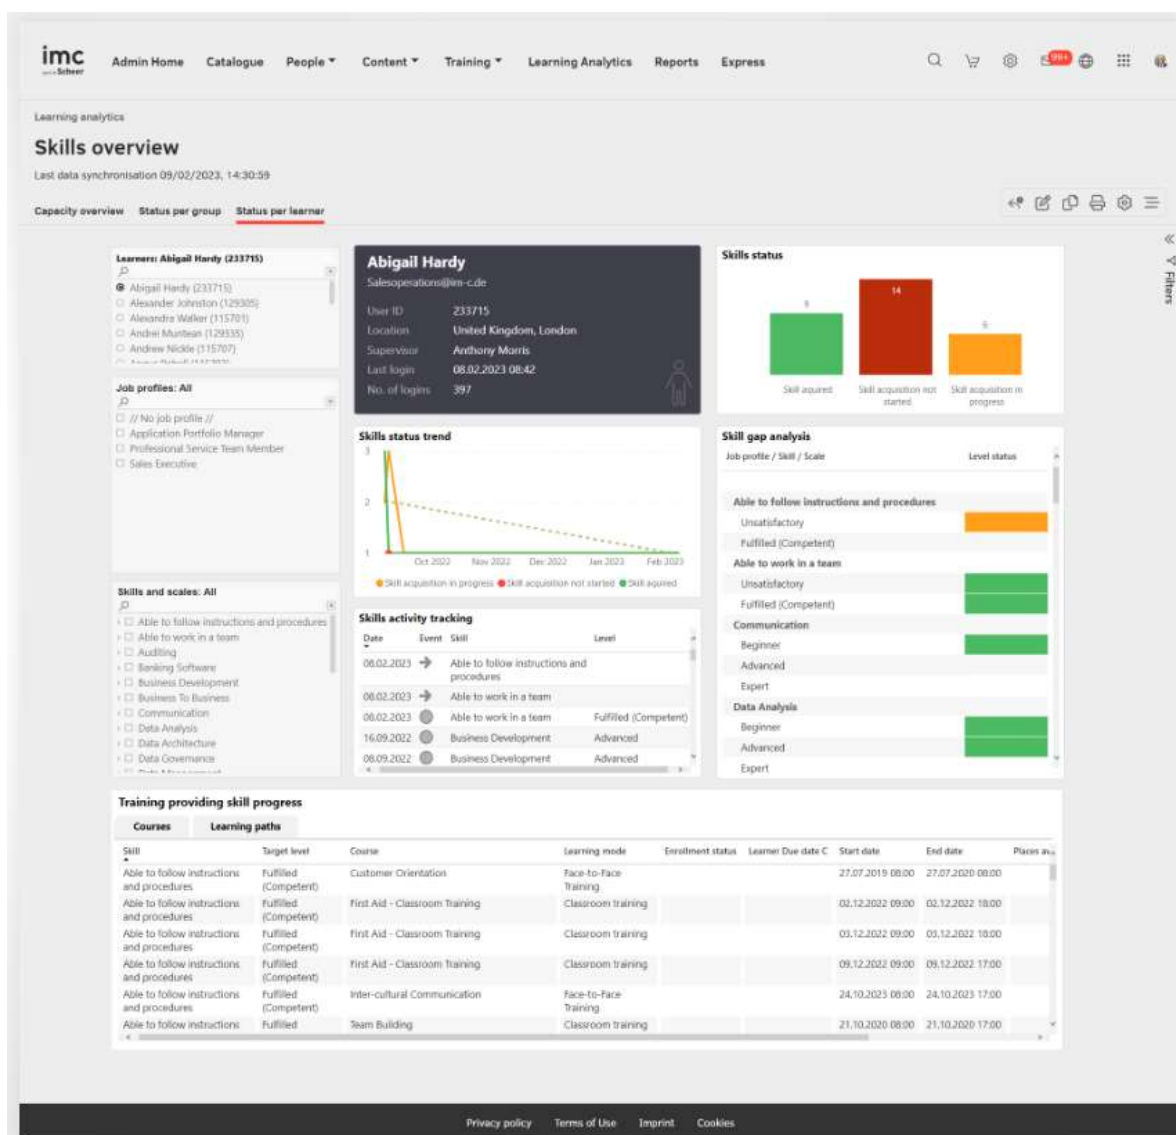 imc
Admin Home
Catalogue
People
Content
Training
Learning Analytics
Reports
Express
99+
Learning analytics
Skills overview
Last data synchronisation 09/02/2023, 14:30:59
Capacity overview
Status per group
Status per learner
Filters
Learners: Abigail Hardy (233715)
Abigail Hardy (233715)
Alexander Johnston (129305)
Alexandra Walker (115701)
Andrei Muntean (129335)
Andrew Nickle (115707)
Job profiles: All
// No job profile //
Application Portfolio Manager
Professional Service Team Member
Sales Executive
Skills and scales: All
Able to follow instructions and procedures
Able to work in a team
Auditing
Banking Software
Business Development
Business To Business
Communication
Data Analysis
Data Architecture
Data Governance
Data Management
Abigail Hardy
Salesoperations@im-c.de
User ID 233715
Location United Kingdom, London
Supervisor Anthony Morris
Last login 08.02.2023 08:42
No. of logins 397
Skills status
14
Skill aquired
Skill acquisition not
started
Skill acquisition in
progress
Skills status trend
3
2
1
Oct 2022 Nov 2022 Dec 2022 Jan 2023 Feb 2023
Skill acquisition in progress Skill acquisition not started Skill aquired
Skills activity tracking
Date Event Skill Level
08.02.2023 Able to follow instructions and
procedures
08.02.2023 Able to work in a team
08.02.2023 Able to work in a team Fulfilled (Competent)
16.09.2022 Business Development Advanced
08.09.2022 Business Development Advanced
Skill gap analysis
Job profile / Skill / Scale Level status
Able to follow instructions and procedures
Unsatisfactory
Fulfilled (Competent)
Able to work in a team
Unsatisfactory
Fulfilled (Competent)
Communication
Beginner
Advanced
Expert
Data Analysis
Beginner
Advanced
Expert
Training providing skill progress
Courses
Learning paths
Skill Target level Course Learning mode Enrollment status Learner Due date C Start date End date Places av...
Able to follow instructions Fulfilled Customer Orientation Face-to-Face 27.07.2019 08:00 27.07.2020 08:00
and procedures (Competent) Training
Able to follow instructions Fulfilled First Aid - Classroom Training Classroom training 02.12.2022 09:00 02.12.2022 18:00
and procedures (Competent)
Able to follow instructions Fulfilled First Aid - Classroom Training Classroom training 03.12.2022 09:00 03.12.2022 18:00
and procedures (Competent)
Able to follow instructions Fulfilled First Aid - Classroom Training Classroom training 09.12.2022 09:00 09.12.2022 17:00
and procedures (Competent)
Able to follow instructions Fulfilled Inter-cultural Communication Face-to-Face 24.10.2023 08:00 24.10.2023 17:00
and procedures (Competent) Training
Able to follow instructions Fulfilled Team Building Classroom training 21.10.2020 08:00 21.10.2020 17:00
Privacy policy Terms of Use Imprint Cookies